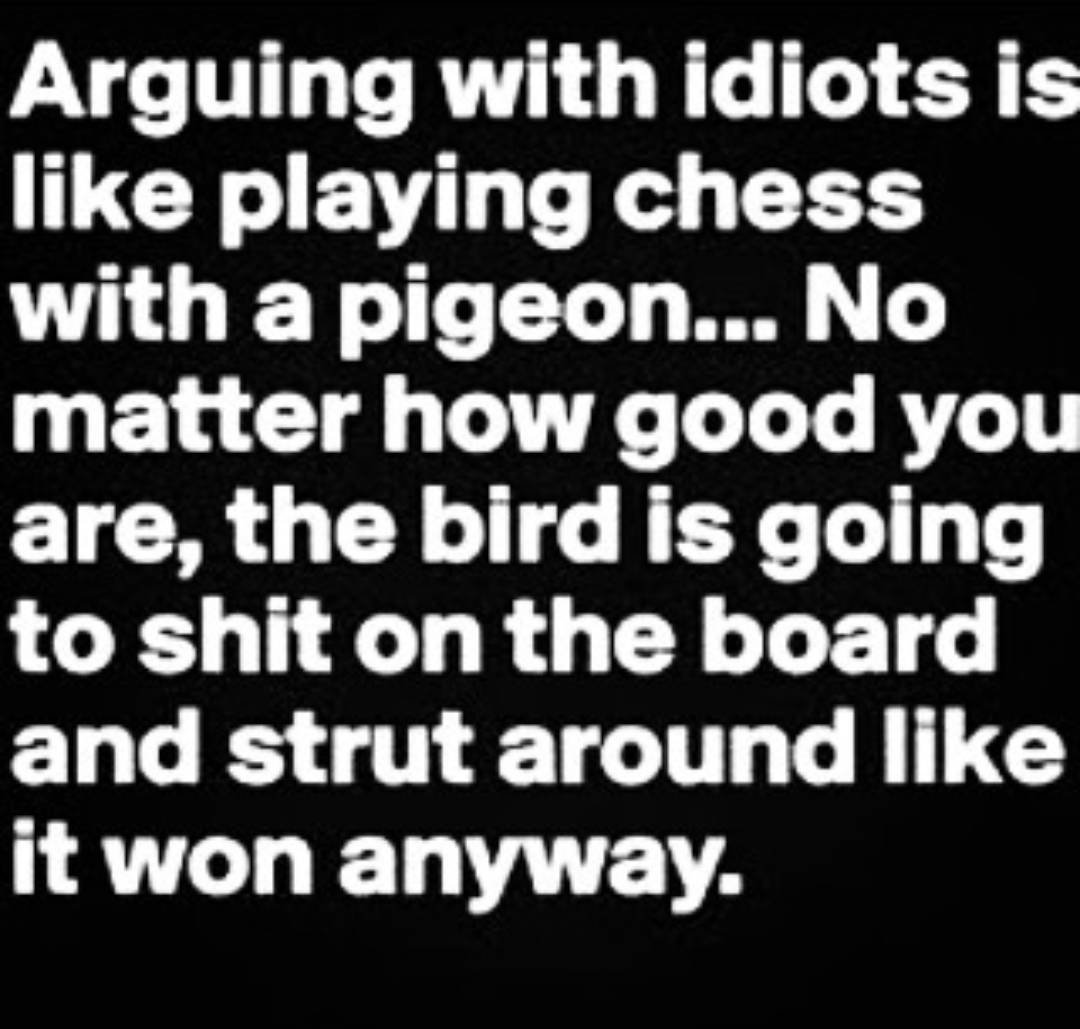 Arguing with idiots is
like playing chess
with a pigeon... No
matter how good you
are, the bird is going
to shit on the board
and strut around like
it won anyway.